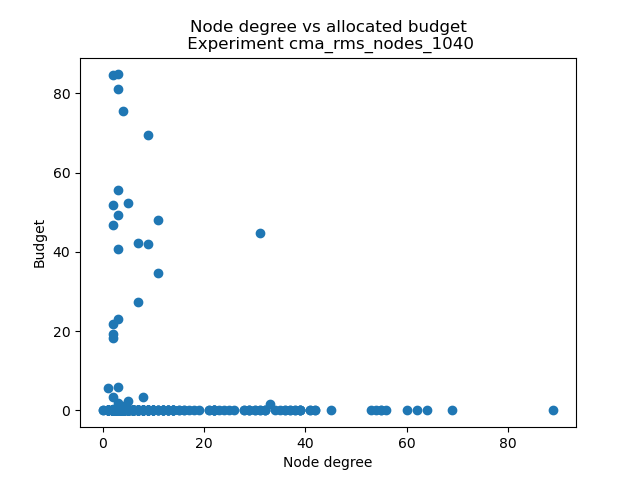 Node degree vs allocated budget
Experiment cma_rms_nodes_1040
80
60
40
20
0
Budget
0 20 40 60 80
Node degree